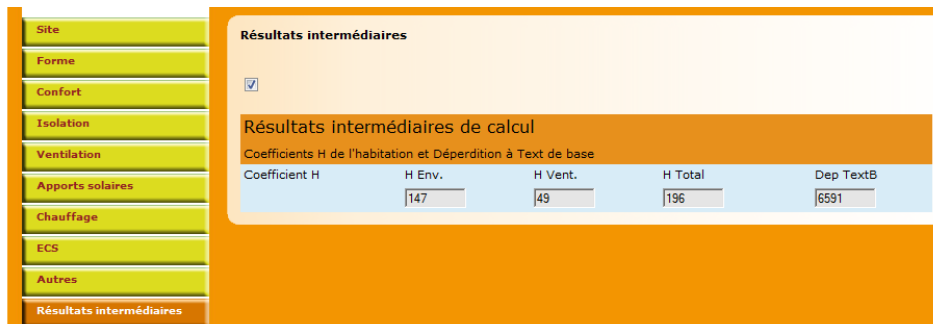 Site
Forme
Confort
Isolation
Ventilation
Apports solaires
Chauffage
ECS
Autres
Résultats intermédiaires
Résultats intermédiaires
Résultats intermédiaires de calcul
Coefficients H de l'habitation et Déperdition à Text de base
Coefficient H H Env. H Vent. H Total Dep TextB
147 49 196 6591